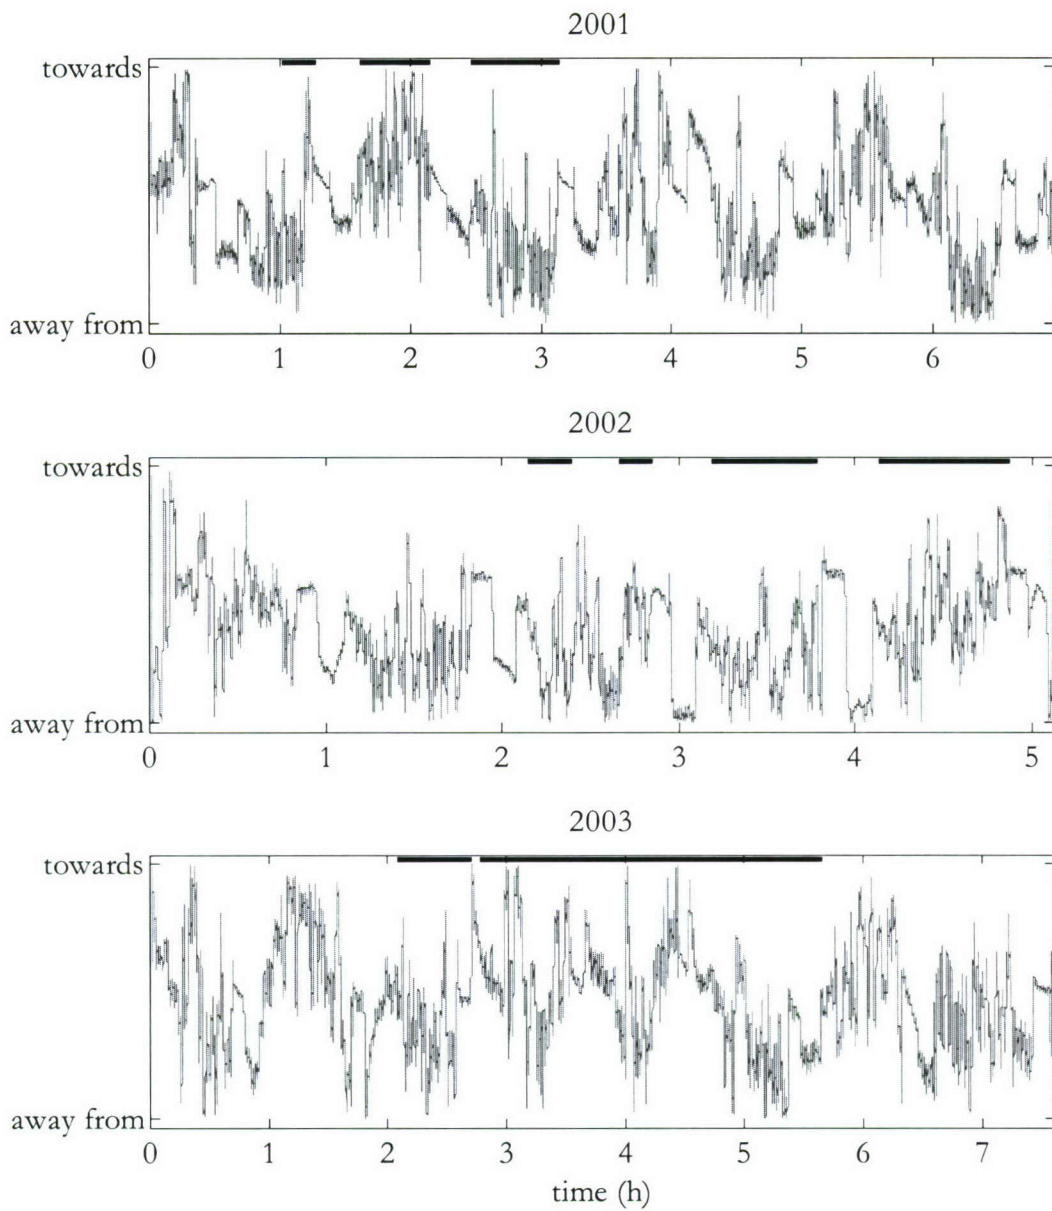 2001
towards
away from
0 1 2 3 4 5 6
2002
towards
away from
0 1 2 3 4 5
2003
towards
away from
0 1 2 3 4 5 6 7
time (h)